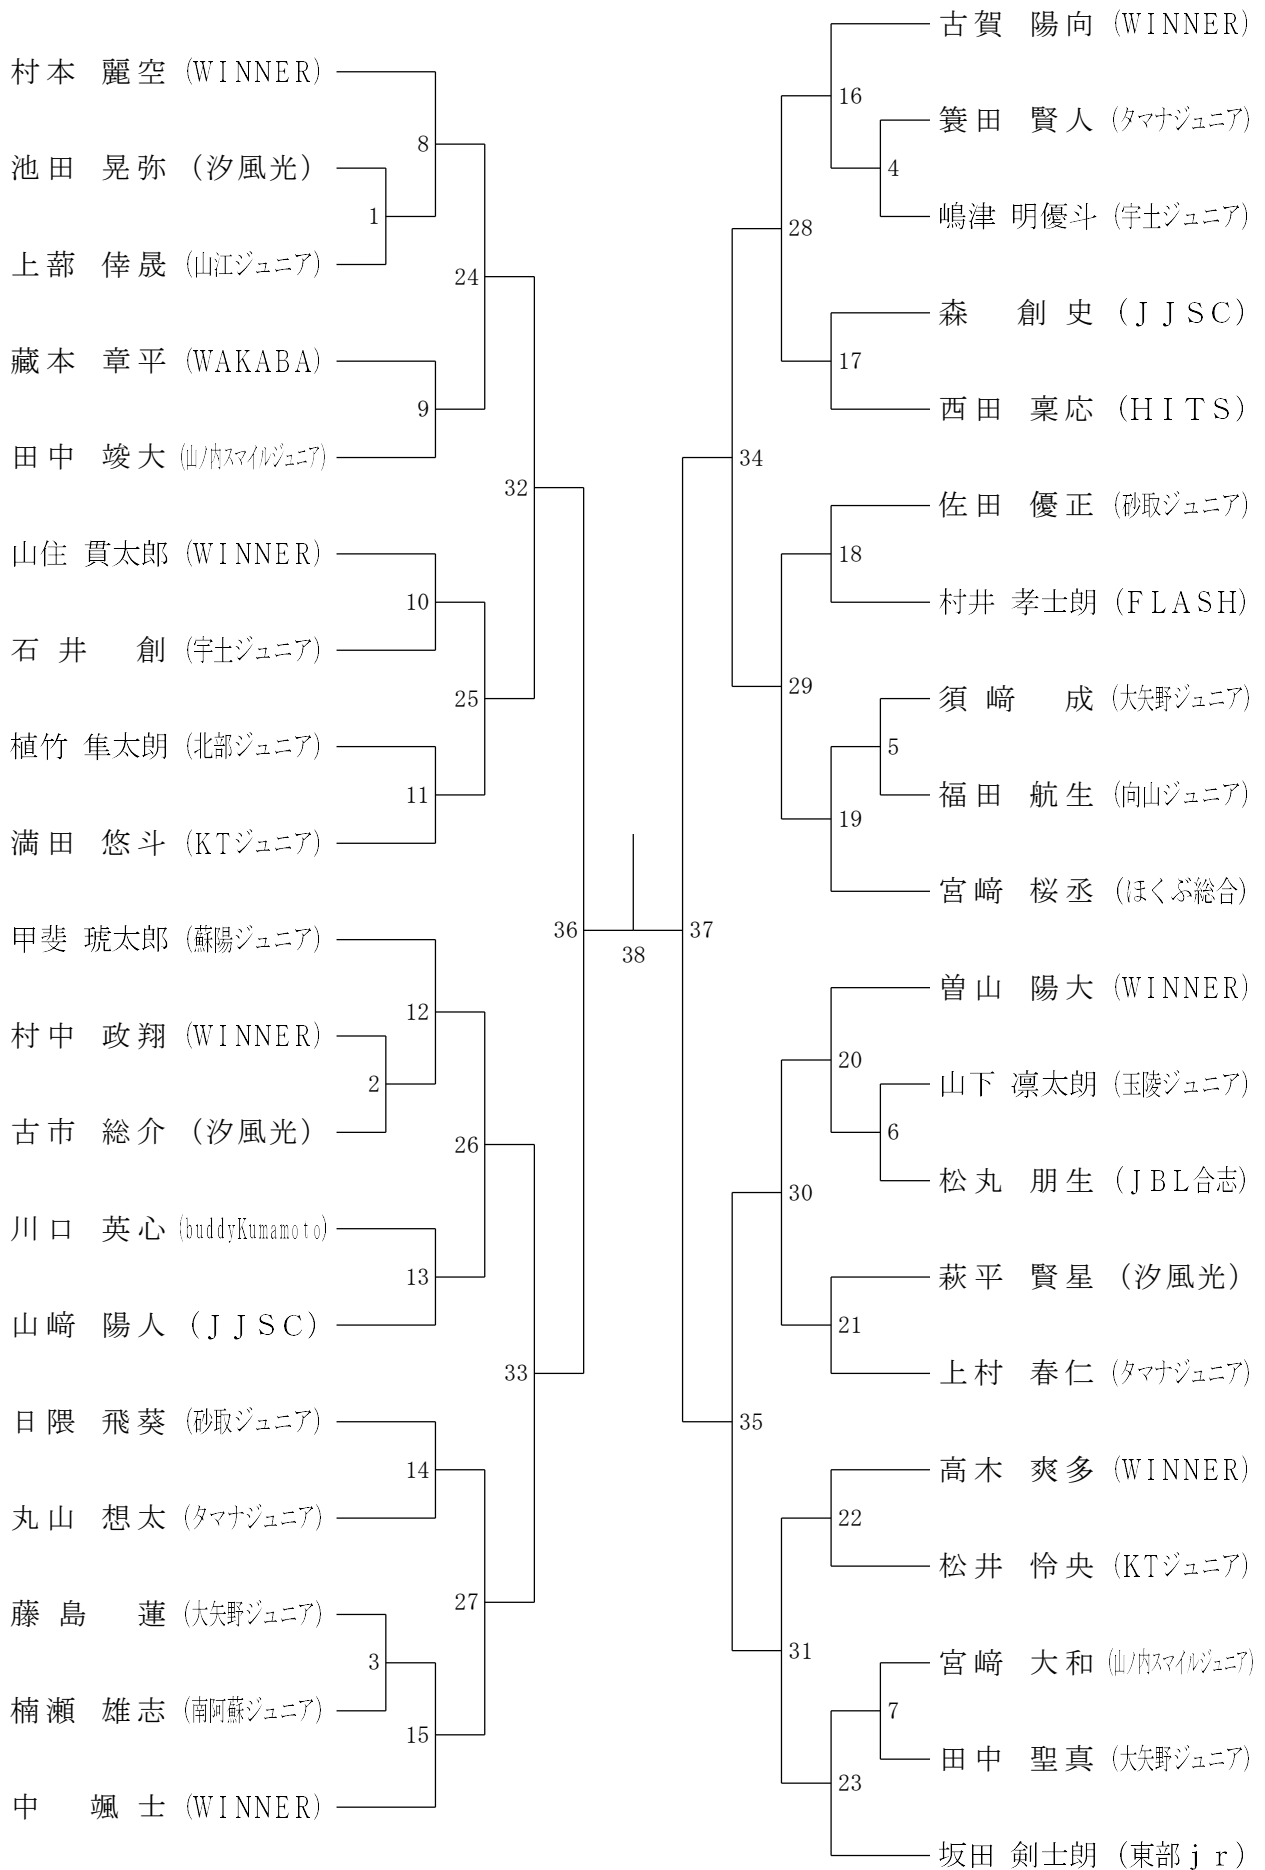 村本 麗空 (WINNER)
8
池田 晃弥 (汐風光)
1
上蔀 倖晟 (山江ジュニア)
24
藏本 章平 (WAKABA)
9
田中 竣大 (山ノ内スマイルジュニア)
32
山住 貫太郎 (WINNER)
10
石井 創 (宇土ジュニア)
25
植竹 隼太朗 (北部ジュニア)
11
満田 悠斗 (KTジュニア)
36
甲斐 琥太郎 (蘇陽ジュニア)
12
村中 政翔 (WINNER)
2
古市 総介 (汐風光)
26
川口 英心 (buddyKumamoto)
13
山﨑 陽人 (JJSC)
33
日隈 飛葵 (砂取ジュニア)
14
丸山 想太 (タマナジュニア)
27
藤島 蓮 (大矢野ジュニア)
3
楠瀬 雄志 (南阿蘇ジュニア)
15
中 颯士 (WINNER)
38
古賀 陽向 (WINNER)
16
簑田 賢人 (タマナジュニア)
4
嶋津 明優斗 (宇土ジュニア)
28
森 創史 (JJSC)
17
西田 稟応 (HITS)
34
佐田 優正 (砂取ジュニア)
18
村井 孝士朗 (FLASH)
29
須﨑 成 (大矢野ジュニア)
5
福田 航生 (向山ジュニア)
19
宮﨑 桜丞 (ほくぶ総合)
37
曽山 陽大 (WINNER)
20
山下 凛太朗 (玉陵ジュニア)
6
松丸 朋生 (JBL合志)
30
萩平 賢星 (汐風光)
21
上村 春仁 (タマナジュニア)
35
高木 爽多 (WINNER)
22
松井 怜央 (KTジュニア)
31
宮﨑 大和 (山ノ内スマイルジュニア)
7
田中 聖真 (大矢野ジュニア)
23
坂田 剣士朗 (東部jr)